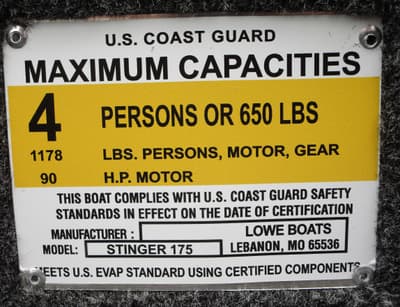 U.S. COAST GUARD
MAXIMUM CAPACITIES
4 PERSONS OR 650 LBS
1178 LBS. PERSONS, MOTOR, GEAR
90 H.P. MOTOR
THIS BOAT COMPLIES WITH U.S. COAST GUARD SAFETY
STANDARDS IN EFFECT ON THE DATE OF CERTIFICATION
MANUFACTURER : LOWE BOATS
MODEL: STINGER 175 LEBANON, MO 65536
MEETS U.S. EVAP STANDARD USING CERTIFIED COMPONENTS